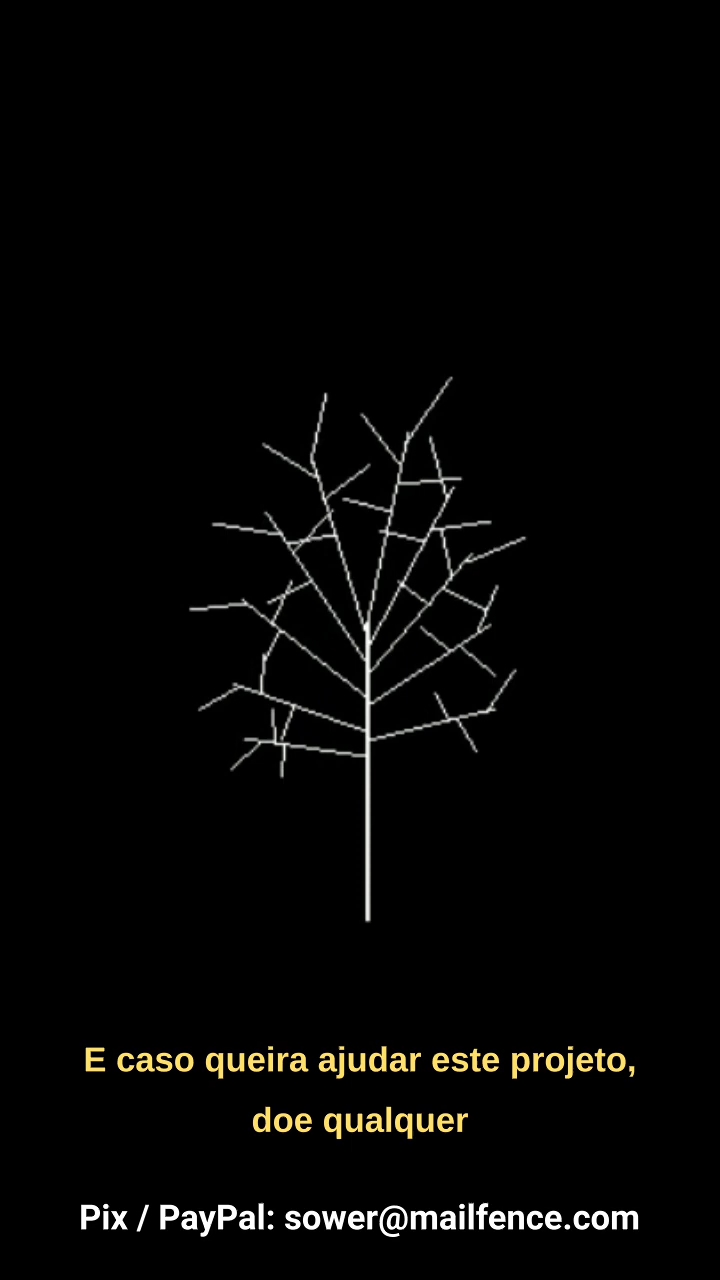 E caso queira ajudar este projeto,
doe qualquer
Pix / PayPal: sower@mailfence.com